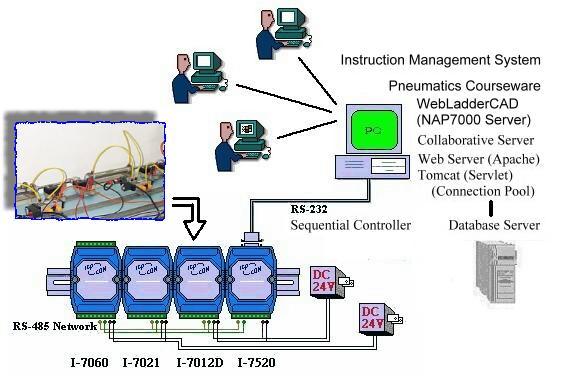 Instruction Management System
Pneumatics Courseware
WebLadderCAD
(NAP7000 Server)
PC
Collaborative Server
Web Server (Apache)
Tomcat (Servlet)
(Connection Pool)
RS-232
Sequential Controller
Database Server
ICP
CON
ICP
CON
ICP
CON
ICP
CON
DC
24V
DC
24V
RS-485 Network
I-7060
I-7021
I-7012D
I-7520